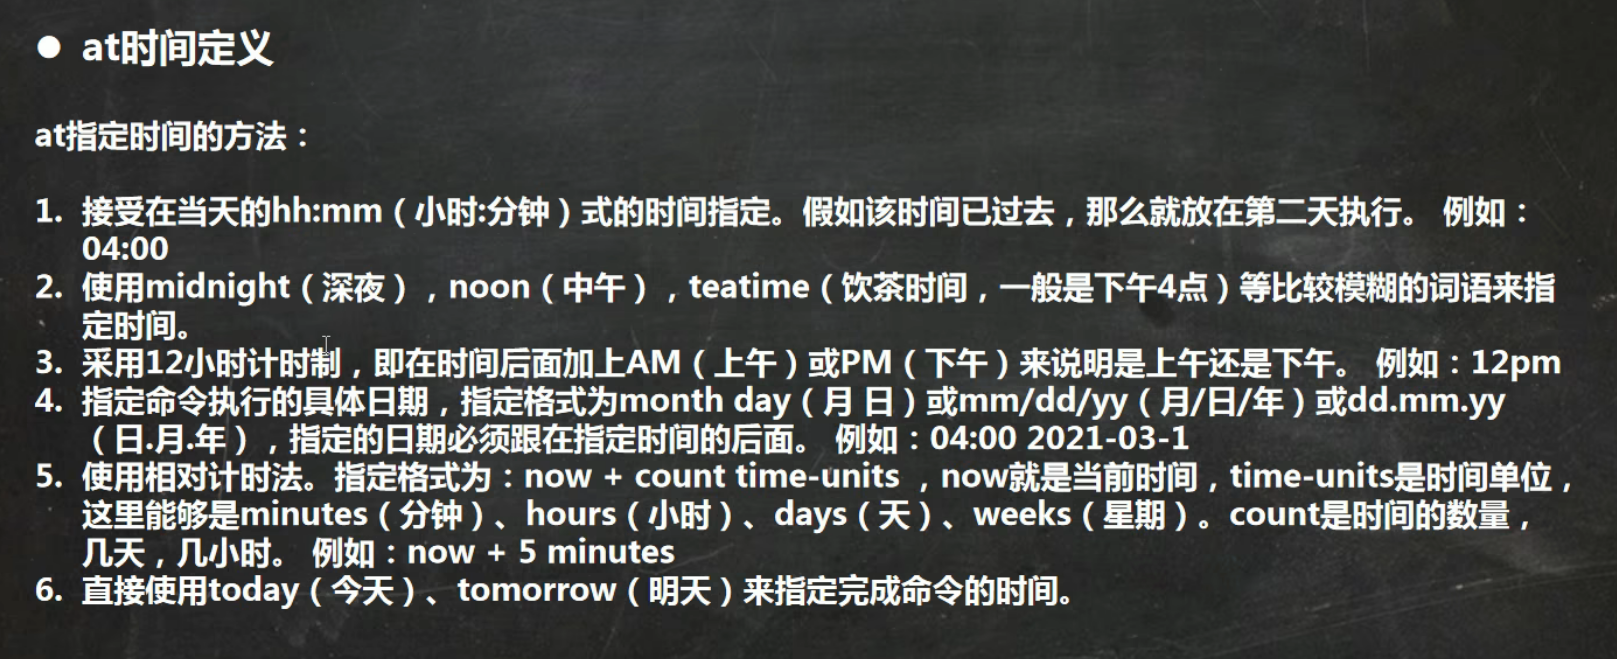 ● at时间定义
at指定时间的方法：
1. 接受在当天的hh:mm（小时:分钟）式的时间指定。假如该时间已过去，那么就放在第二天执行。 例如：
04:00
2. 使用midnight（深夜），noon（中午），teatime（饮茶时间，一般是下午4点）等比较模糊的词语来指
定时间。
3. 采用12小时计时制，即在时间后面加上AM（上午）或PM（下午）来说明是上午还是下午。 例如：12pm
4. 指定命令执行的具体日期，指定格式为month day（月 日）或mm/dd/yy（月/日/年）或dd.mm.yy
（日.月.年），指定的日期必须跟在指定时间的后面。 例如：04:00 2021-03-1
5. 使用相对计时法。指定格式为：now + count time-units ，now就是当前时间，time-units是时间单位，
这里能够是minutes（分钟）、hours（小时）、days（天）、weeks（星期）。count是时间的数量，
几天，几小时。 例如：now + 5 minutes
6. 直接使用today（今天）、tomorrow（明天）来指定完成命令的时间。